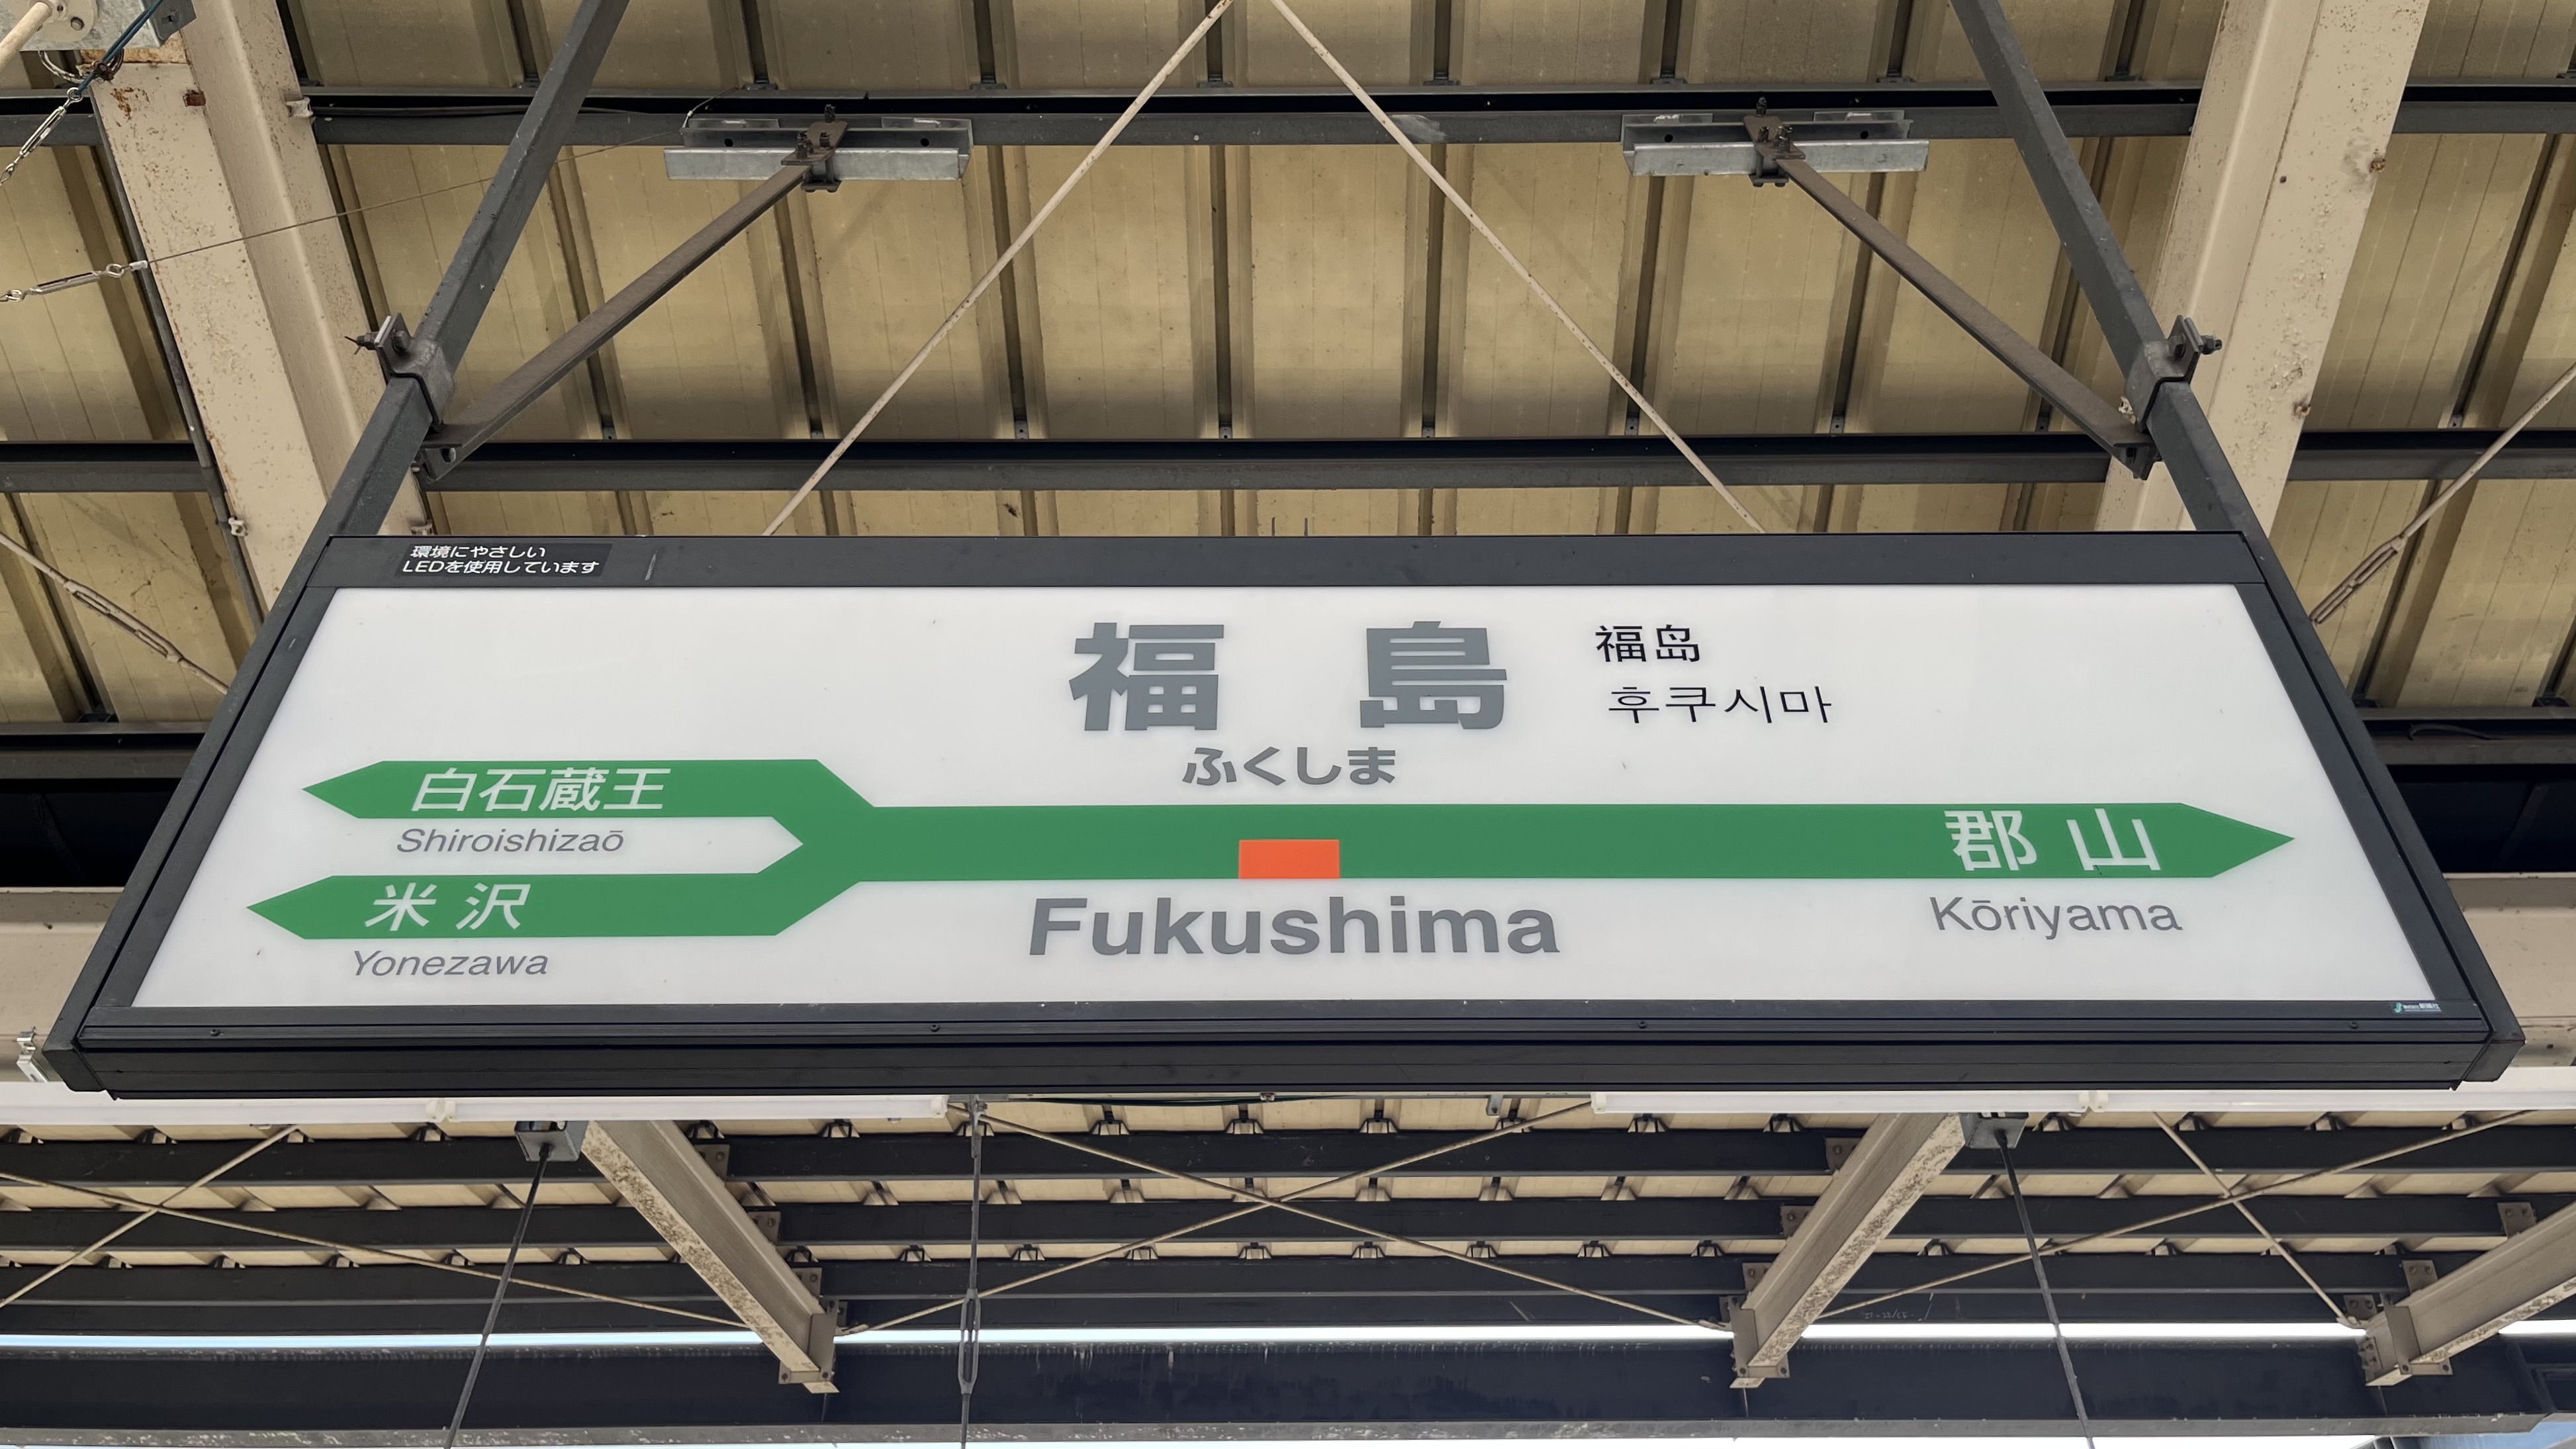 環境にやさしい
LEDを使用しています
福島
福岛
후쿠시마
ふくしま
白石蔵王
Shiroishizaō
米沢
Yonezawa
郡山
Kōriyama
Fukushima